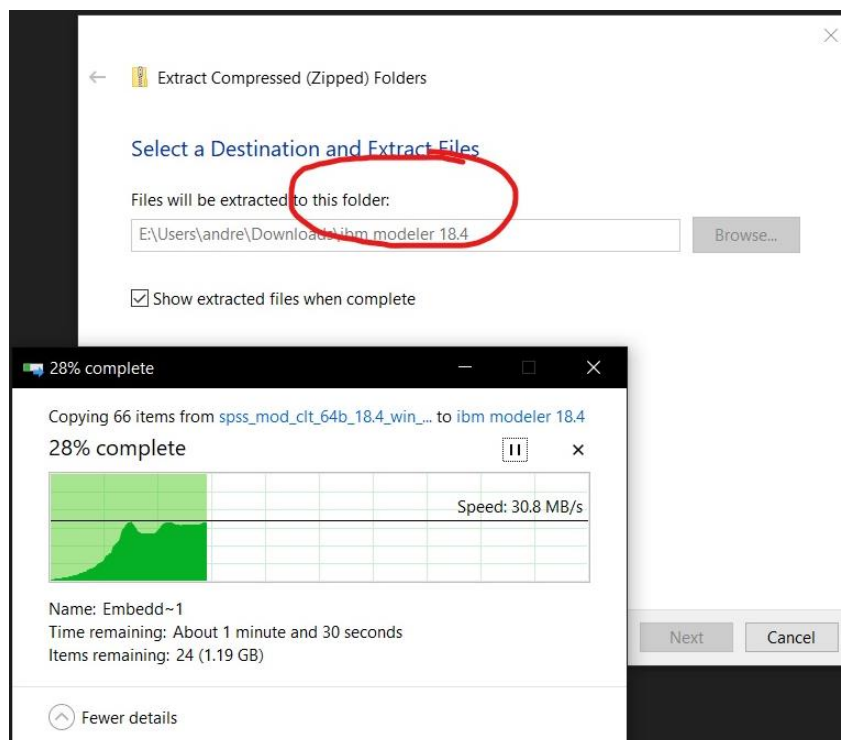 Extract Compressed (Zipped) Folders
Select a Destination and Extract Files
Files will be extracted to this folder:
E:\Users\andre\Downloads\ibm modeler 18.4
Browse...
Show extracted files when complete
28% complete
Copying 66 items from spss_mod_clt_64b_18.4_win_... to ibm modeler 18.4
28% complete
Speed: 30.8 MB/s
Name: Embedd~1
Time remaining: About 1 minute and 30 seconds
Items remaining: 24 (1.19 GB)
Next
Cancel
Fewer details